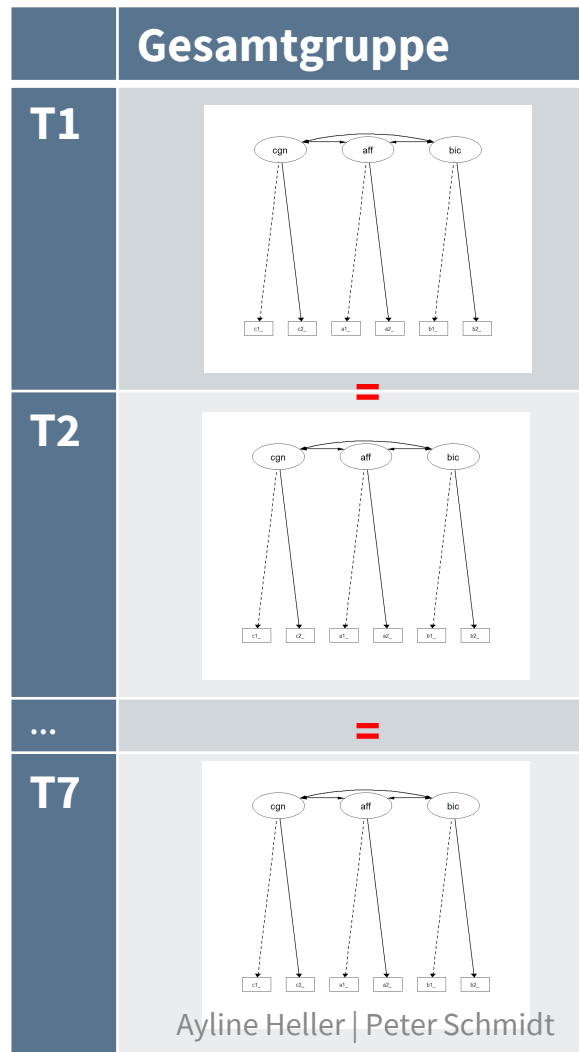 Gesamtgruppe
T1
cgn aff bic
c1_ c2_ a1_ a2_ b1_ b2_
=
T2
cgn aff bic
c1_ c2_ a1_ a2_ b1_ b2_
... =
T7
cgn aff bic
c1_ c2_ a1_ a2_ b1_ b2_
Ayline Heller | Peter Schmidt